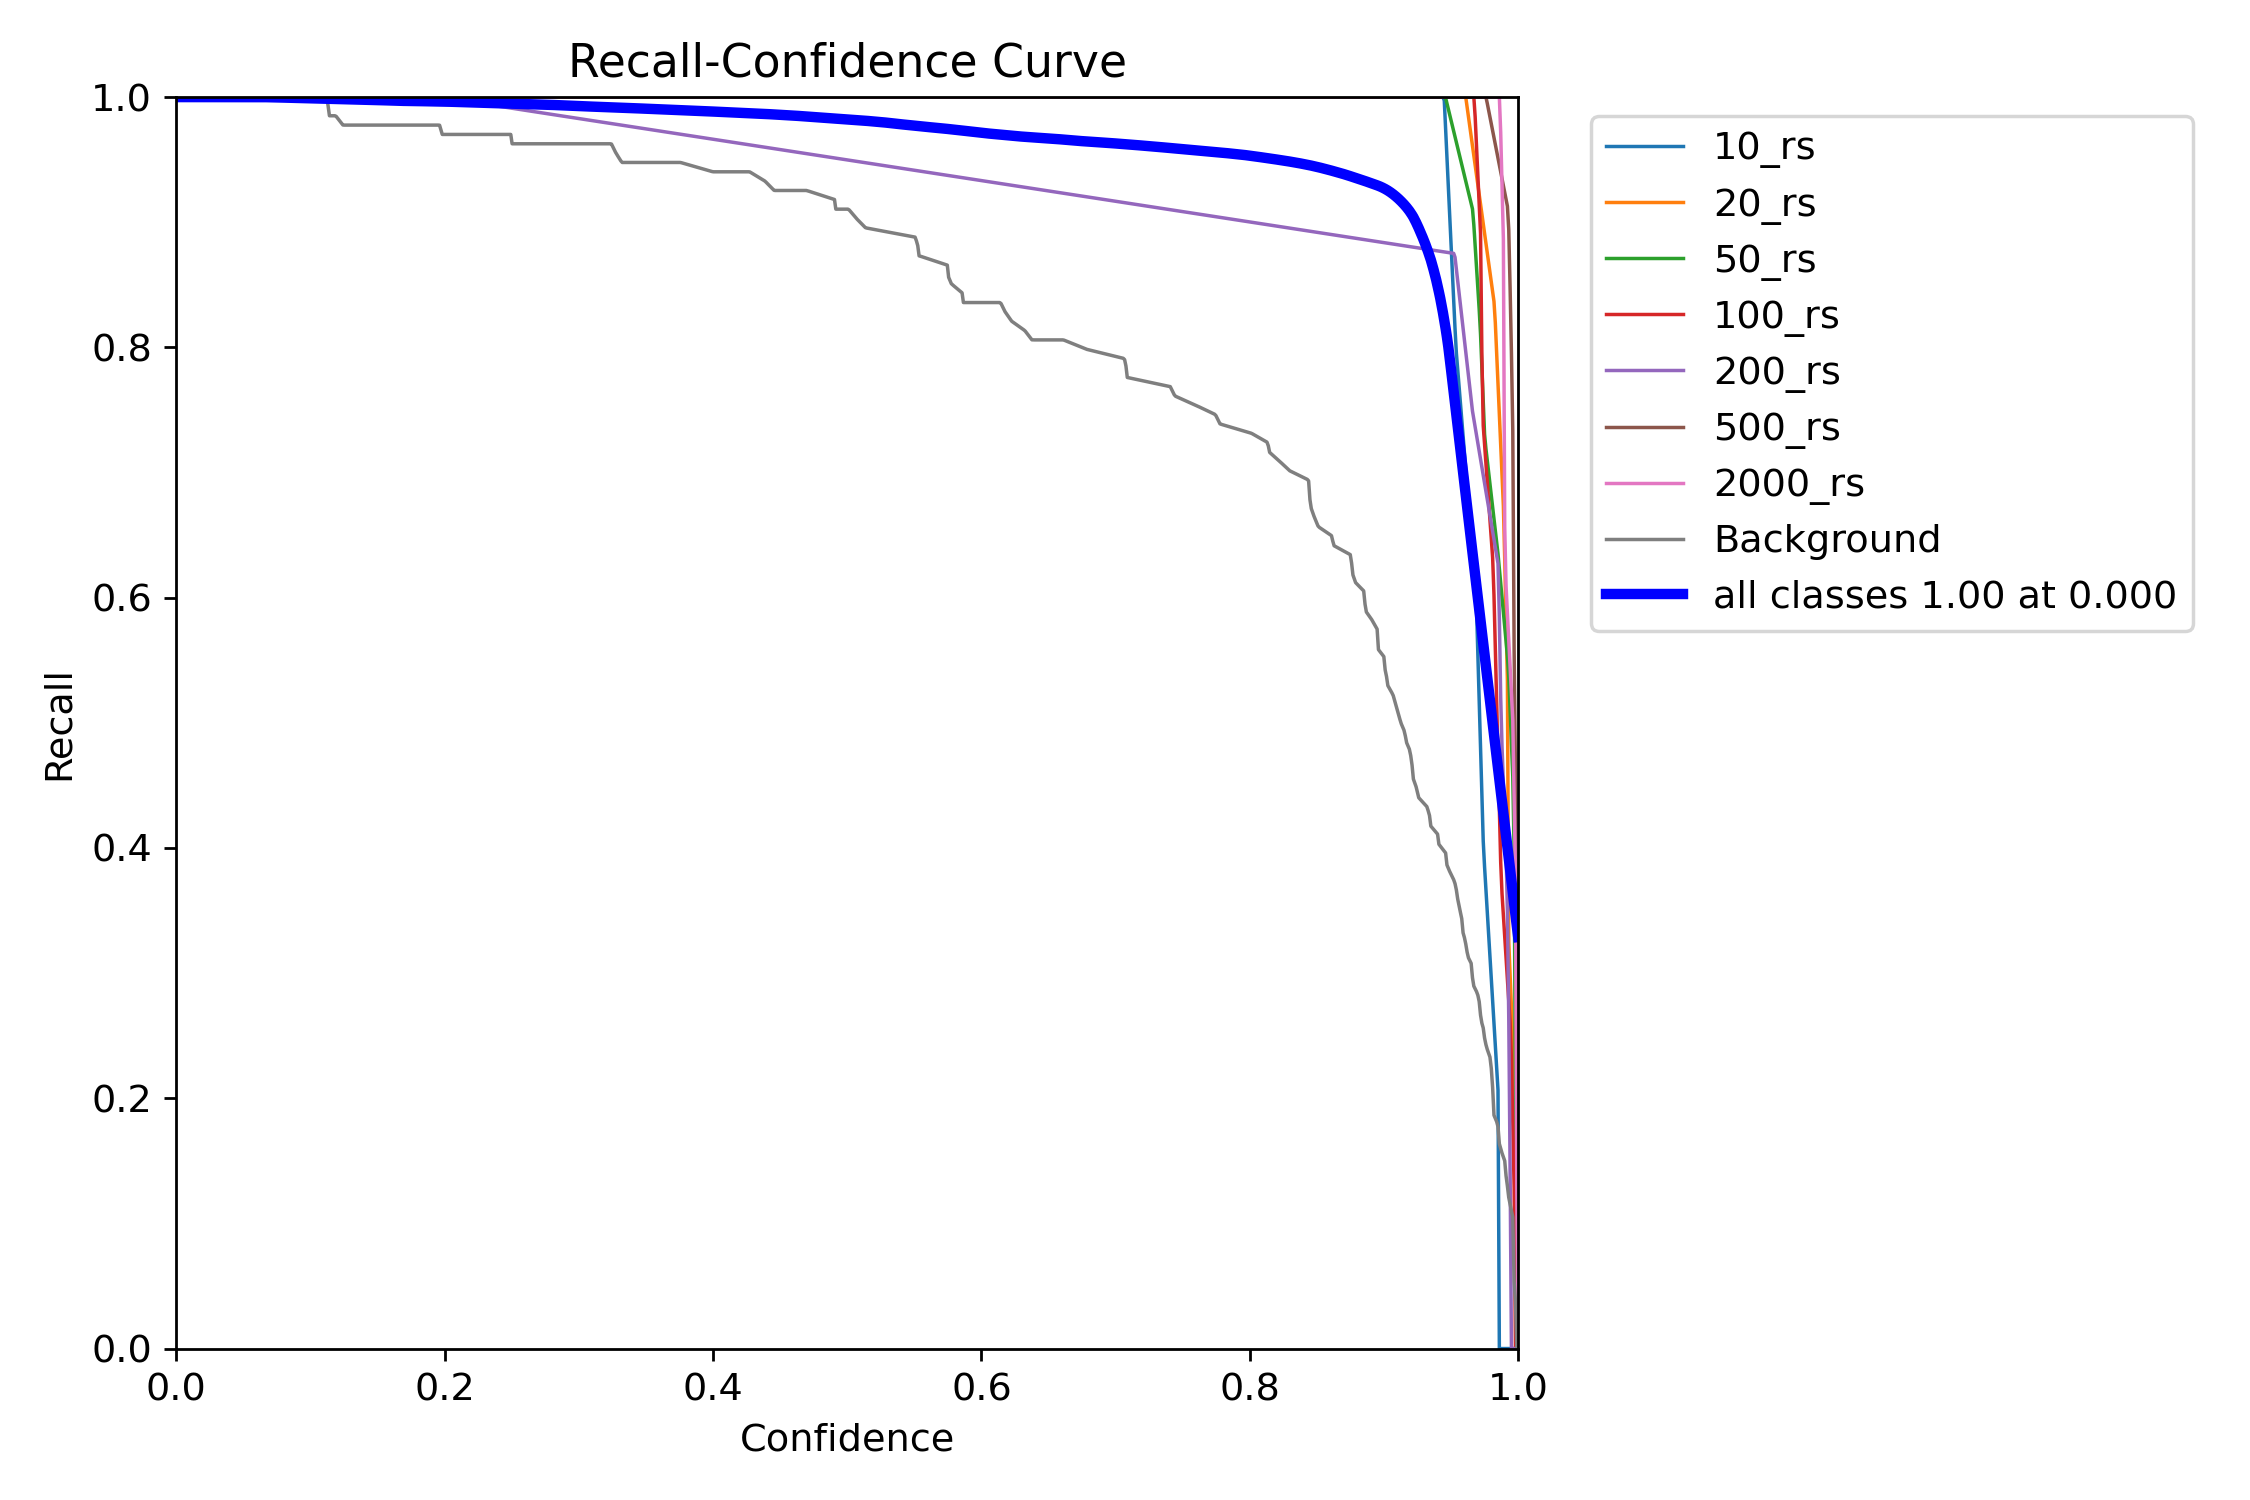 Recall-Confidence Curve
1.0
0.8
0.6
0.4
0.2
0.0
Recall
0.0 0.2 0.4 0.6 0.8 1.0
Confidence
10_rs
20_rs
50_rs
100_rs
200_rs
500_rs
2000_rs
Background
all classes 1.00 at 0.000